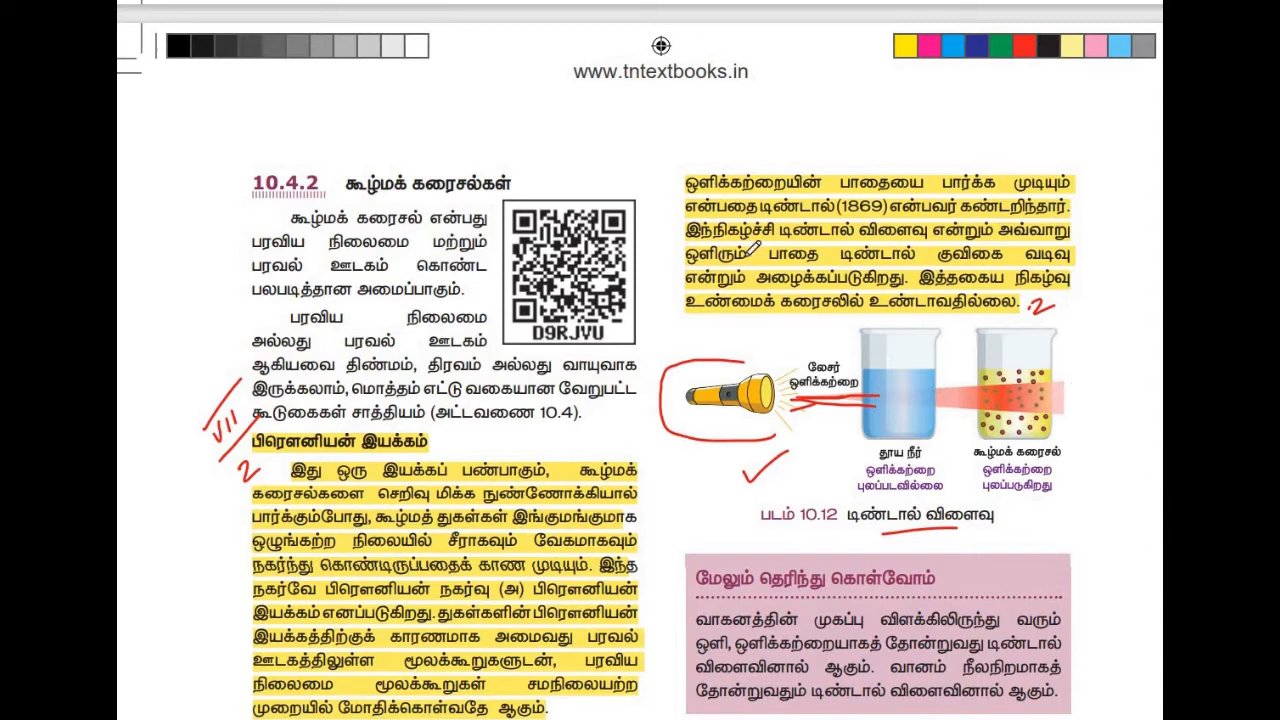 www.tntextbooks.in
10.4.2 கூழ்மக் கரைசல்கள்
கூழ்மக் கரைசல் என்பது
பரவிய நிலைமை மற்றும்
பரவல் ஊடகம் கொண்ட
பலபடித்தான அமைப்பாகும்.
பரவிய நிலைமை
அல்லது பரவல் ஊடகம்
ஆகியவை திண்மம், திரவம் அல்லது வாயுவாக
இருக்கலாம், மொத்தம் எட்டு வகையான வேறுபட்ட
கூடுகைகள் சாத்தியம் (அட்டவணை 10.4).
D9RJVU
VII
2
பிரௌனியன் இயக்கம்
இது ஒரு இயக்கப் பண்பாகும், கூழ்மக்
கரைசல்களை செறிவு மிக்க நுண்ணோக்கியால்
பார்க்கும்போது, கூழ்மத் துகள்கள் இங்குமங்குமாக
ஒழுங்கற்ற நிலையில் சீராகவும் வேகமாகவும்
நகர்ந்து கொண்டிருப்பதைக் காண முடியும். இந்த
நகர்வே பிரௌனியன் நகர்வு (அ) பிரௌனியன்
இயக்கம் எனப்படுகிறது. துகள்களின் பிரௌனியன்
இயக்கத்திற்குக் காரணமாக அமைவது பரவல்
ஊடகத்திலுள்ள மூலக்கூறுகளுடன், பரவிய
நிலைமை மூலக்கூறுகள் சமநிலையற்ற
முறையில் மோதிக்கொள்வதே ஆகும்.
ஒளிக்கற்றையின் பாதையை பார்க்க முடியும்
என்பதை டிண்டால் (1869) என்பவர் கண்டறிந்தார்.
இந்நிகழ்ச்சி டிண்டால் விளைவு என்றும் அவ்வாறு
ஒளிரும் பாதை டிண்டால் குவிகை வடிவு
என்றும் அழைக்கப்படுகிறது. இத்தகைய நிகழ்வு
உண்மைக் கரைசலில் உண்டாவதில்லை. 2
லேசர்
ஒளிக்கற்றை
தூய நீர்
ஒளிக்கற்றை
புலப்படவில்லை
கூழ்மக் கரைசல்
ஒளிக்கற்றை
புலப்படுகிறது
படம் 10.12 டிண்டால் விளைவு
மேலும் தெரிந்து கொள்வோம்
வாகனத்தின் முகப்பு விளக்கிலிருந்து வரும்
ஒளி, ஒளிக்கற்றையாகத் தோன்றுவது டிண்டால்
விளைவினால் ஆகும். வானம் நீலநிறமாகத்
தோன்றுவதும் டிண்டால் விளைவினால் ஆகும்.